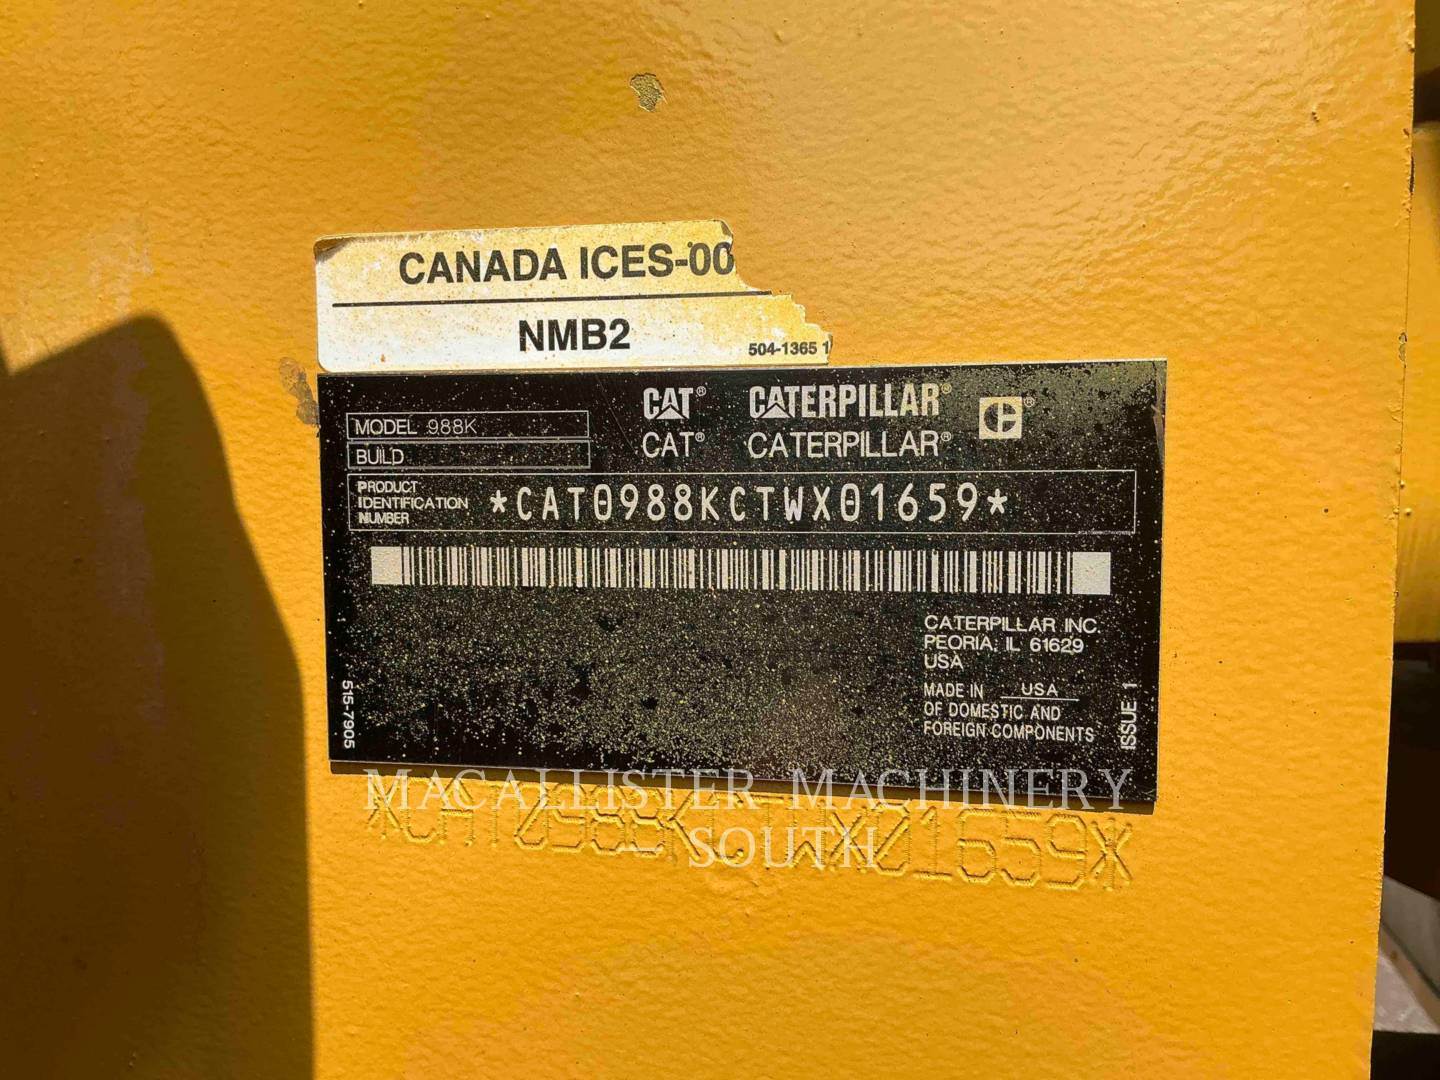 CANADA ICES-00
NMB2
504-1365 1
CAT® CATERPILLAR®
CAT® CATERPILLAR®
MODEL 988K
BUILD
PRODUCT
IDENTIFICATION
NUMBER
*CAT0988KCTWX01659*
CATERPILLAR INC.
PEORIA, IL 61629
USA
MADE IN USA
OF DOMESTIC AND
FOREIGN COMPONENTS
515-7905
ISSUE 1
MACALLISTER MACHINERY
SOUTH
*CAT0988KCTWX01659*